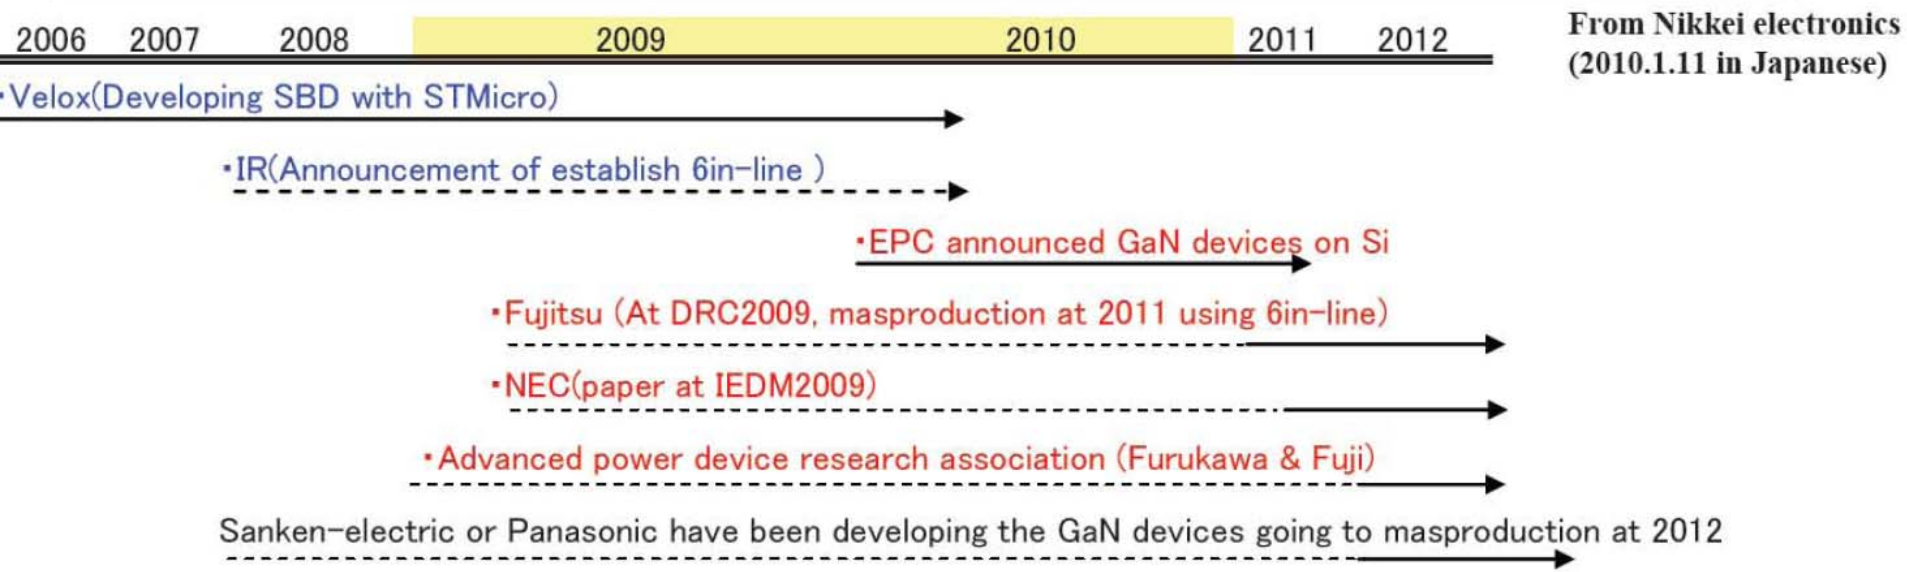 2006 2007 2008 2009 2010 2011 2012
From Nikkei electronics
(2010.1.11 in Japanese)
・Velox(Developing SBD with STMicro)
・IR(Announcement of establish 6in-line )
・EPC announced GaN devices on Si
・Fujitsu (At DRC2009, masproduction at 2011 using 6in-line)
・NEC(paper at IEDM2009)
・Advanced power device research association (Furukawa & Fuji)
Sanken-electric or Panasonic have been developing the GaN devices going to masproduction at 2012